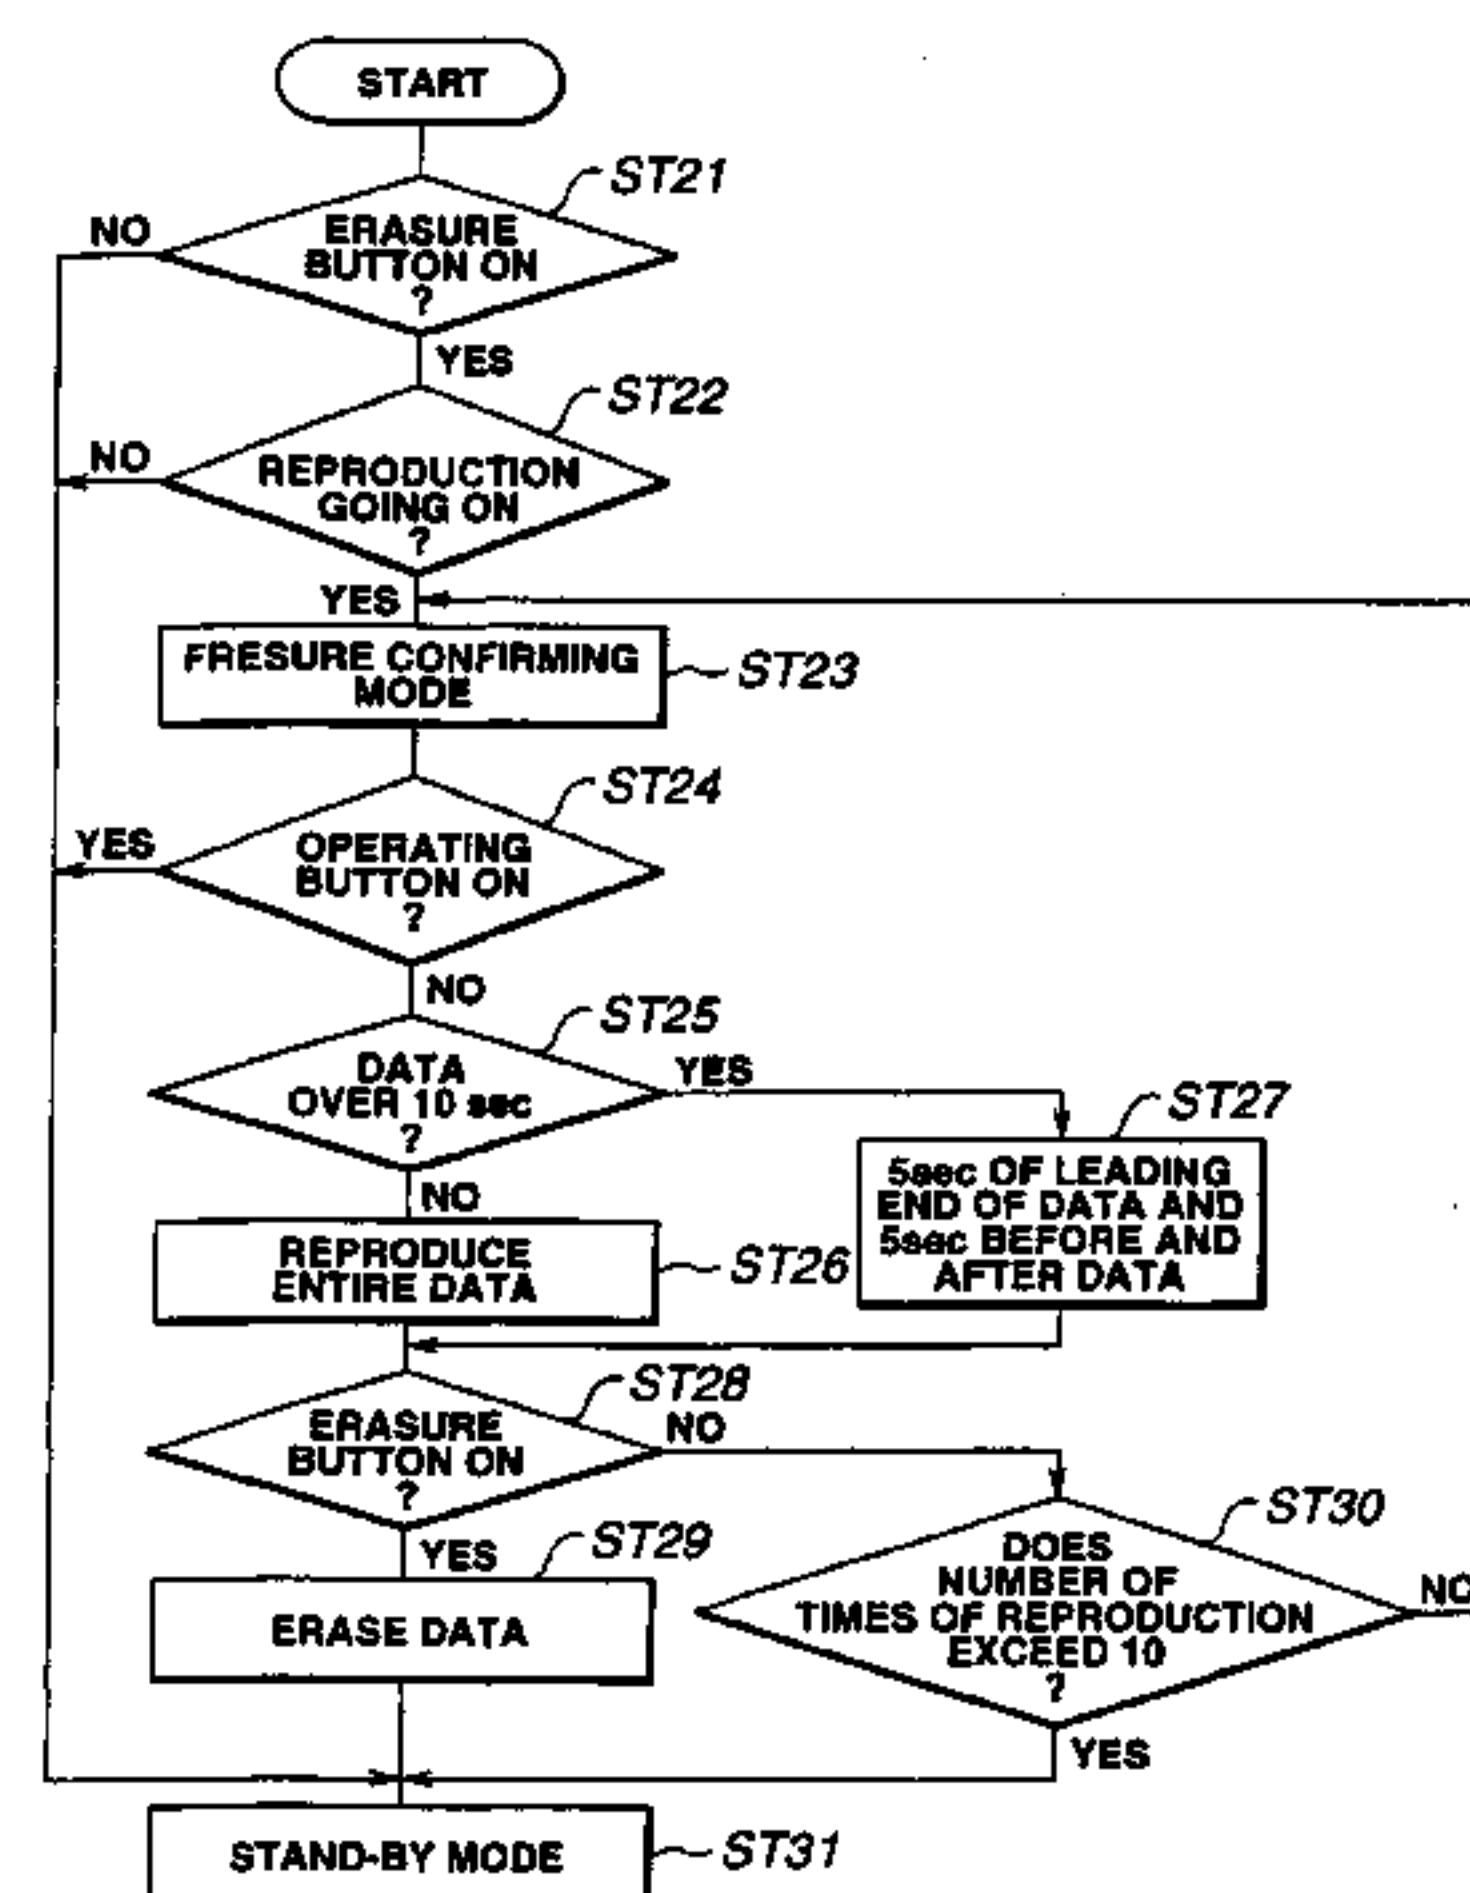 START
ST21
NO
ERASURE
BUTTON ON
?
YES
ST22
NO
REPRODUCTION
GOING ON
?
YES
FRESURE CONFIRMING
MODE
ST23
ST24
YES
OPERATING
BUTTON ON
?
NO
ST25
DATA
OVER 10 sec
?
YES
ST27
NO
5sec OF LEADING
END OF DATA AND
5sec BEFORE AND
AFTER DATA
REPRODUCE
ENTIRE DATA
ST26
ST28
ERASURE
BUTTON ON
?
NO
ST30
YES
ST29
DOES
NUMBER OF
TIMES OF REPRODUCTION
EXCEED 10
?
NO
ERASE DATA
YES
STAND-BY MODE
ST31